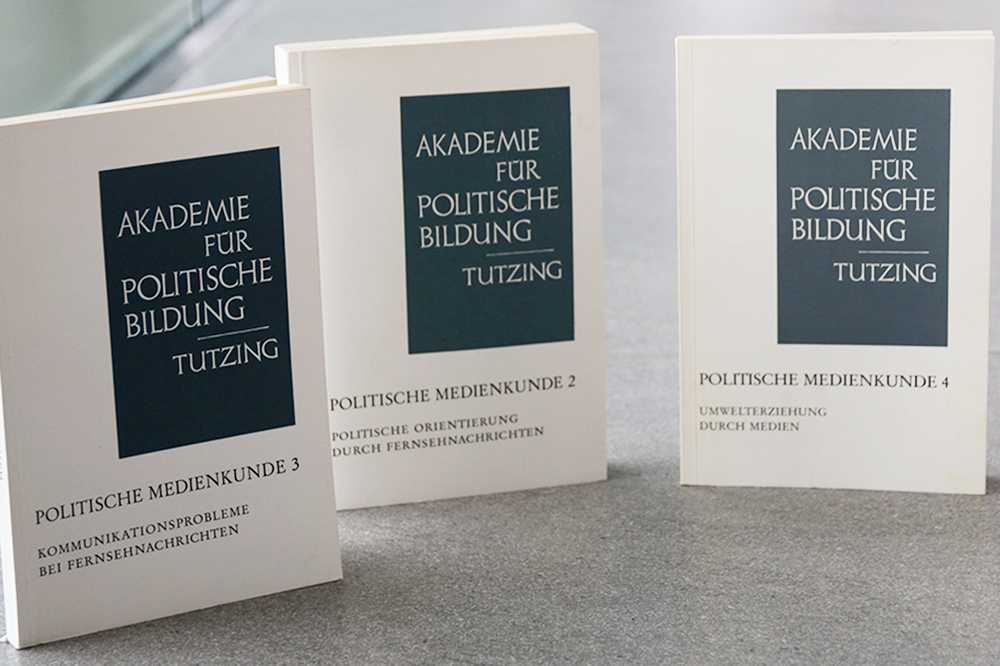 AKADEMIE
FÜR
POLITISCHE
BILDUNG
TUTZING
POLITISCHE MEDIENKUNDE 3
KOMMUNIKATIONSPROBLEME
BEI FERNSEHNACHRICHTEN
AKADEMIE
FÜR
POLITISCHE
BILDUNG
TUTZING
POLITISCHE MEDIENKUNDE 2
POLITISCHE ORIENTIERUNG
DURCH FERNSEHNACHRICHTEN
AKADEMIE
FÜR
POLITISCHE
BILDUNG
TUTZING
POLITISCHE MEDIENKUNDE 4
UMWELTERZIEHUNG
DURCH MEDIEN